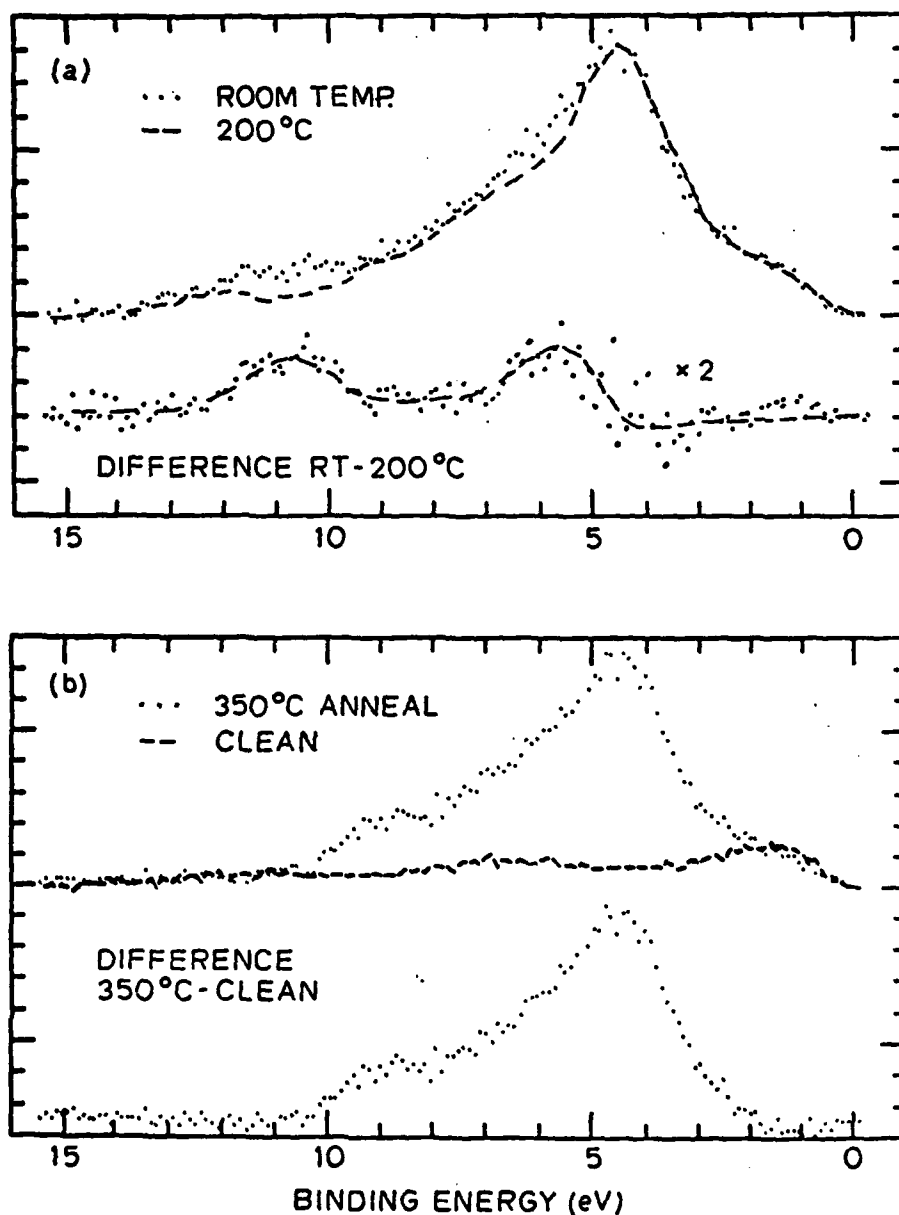 (a)
··· ROOM TEMP.
-- 200°C
× 2
DIFFERENCE RT-200°C
15 10 5 0
(b)
··· 350°C ANNEAL
-- CLEAN
DIFFERENCE
350°C-CLEAN
15 10 5 0
BINDING ENERGY (eV)